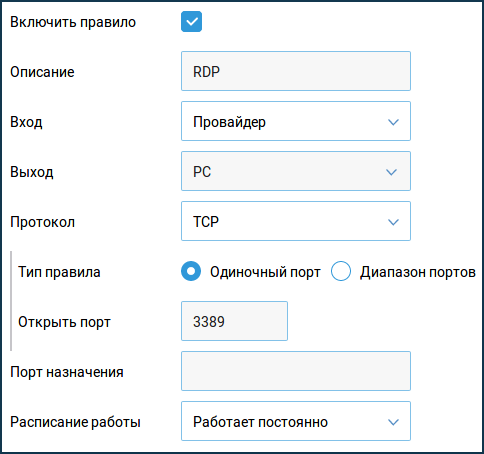 Включить правило
Описание RDP
Вход Провайдер
Выход PC
Протокол TCP
Тип правила Одиночный порт Диапазон портов
Открыть порт 3389
Порт назначения
Расписание работы Работает постоянно